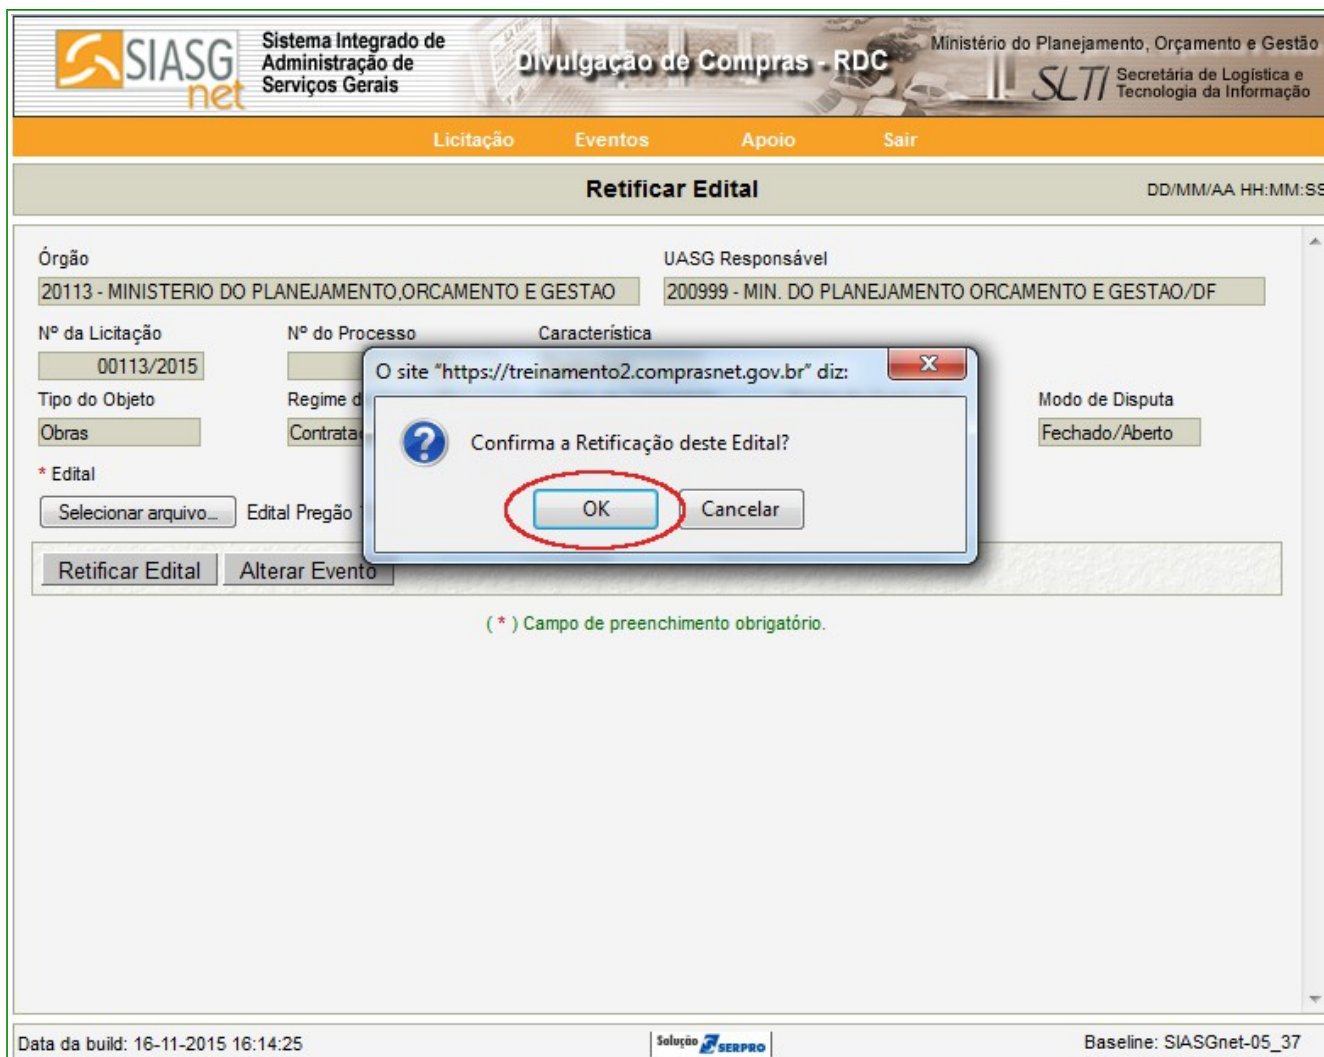 SIASG net
Sistema Integrado de
Administração de
Serviços Gerais
Divulgação de Compras - RDC
Ministério do Planejamento, Orçamento e Gestão
SLTI Secretária de Logística e
Tecnologia da Informação
Licitação Eventos Apoio Sair
Retificar Edital DD/MM/AA HH:MM:SS
Órgão UASG Responsável
20113 - MINISTERIO DO PLANEJAMENTO,ORCAMENTO E GESTAO 200999 - MIN. DO PLANEJAMENTO ORCAMENTO E GESTAO/DF
Nº da Licitação Nº do Processo Característica
00113/2015
O site "https://treinamento2.comprasnet.gov.br" diz: X
Tipo do Objeto Regime d Modo de Disputa
Obras Contrata Fechado/Aberto
Confirma a Retificação deste Edital?
* Edital
Selecionar arquivo... Edital Pregão
OK Cancelar
Retificar Edital Alterar Evento
( * ) Campo de preenchimento obrigatório.
Data da build: 16-11-2015 16:14:25 Solução SERPRO Baseline: SIASGnet-05_37